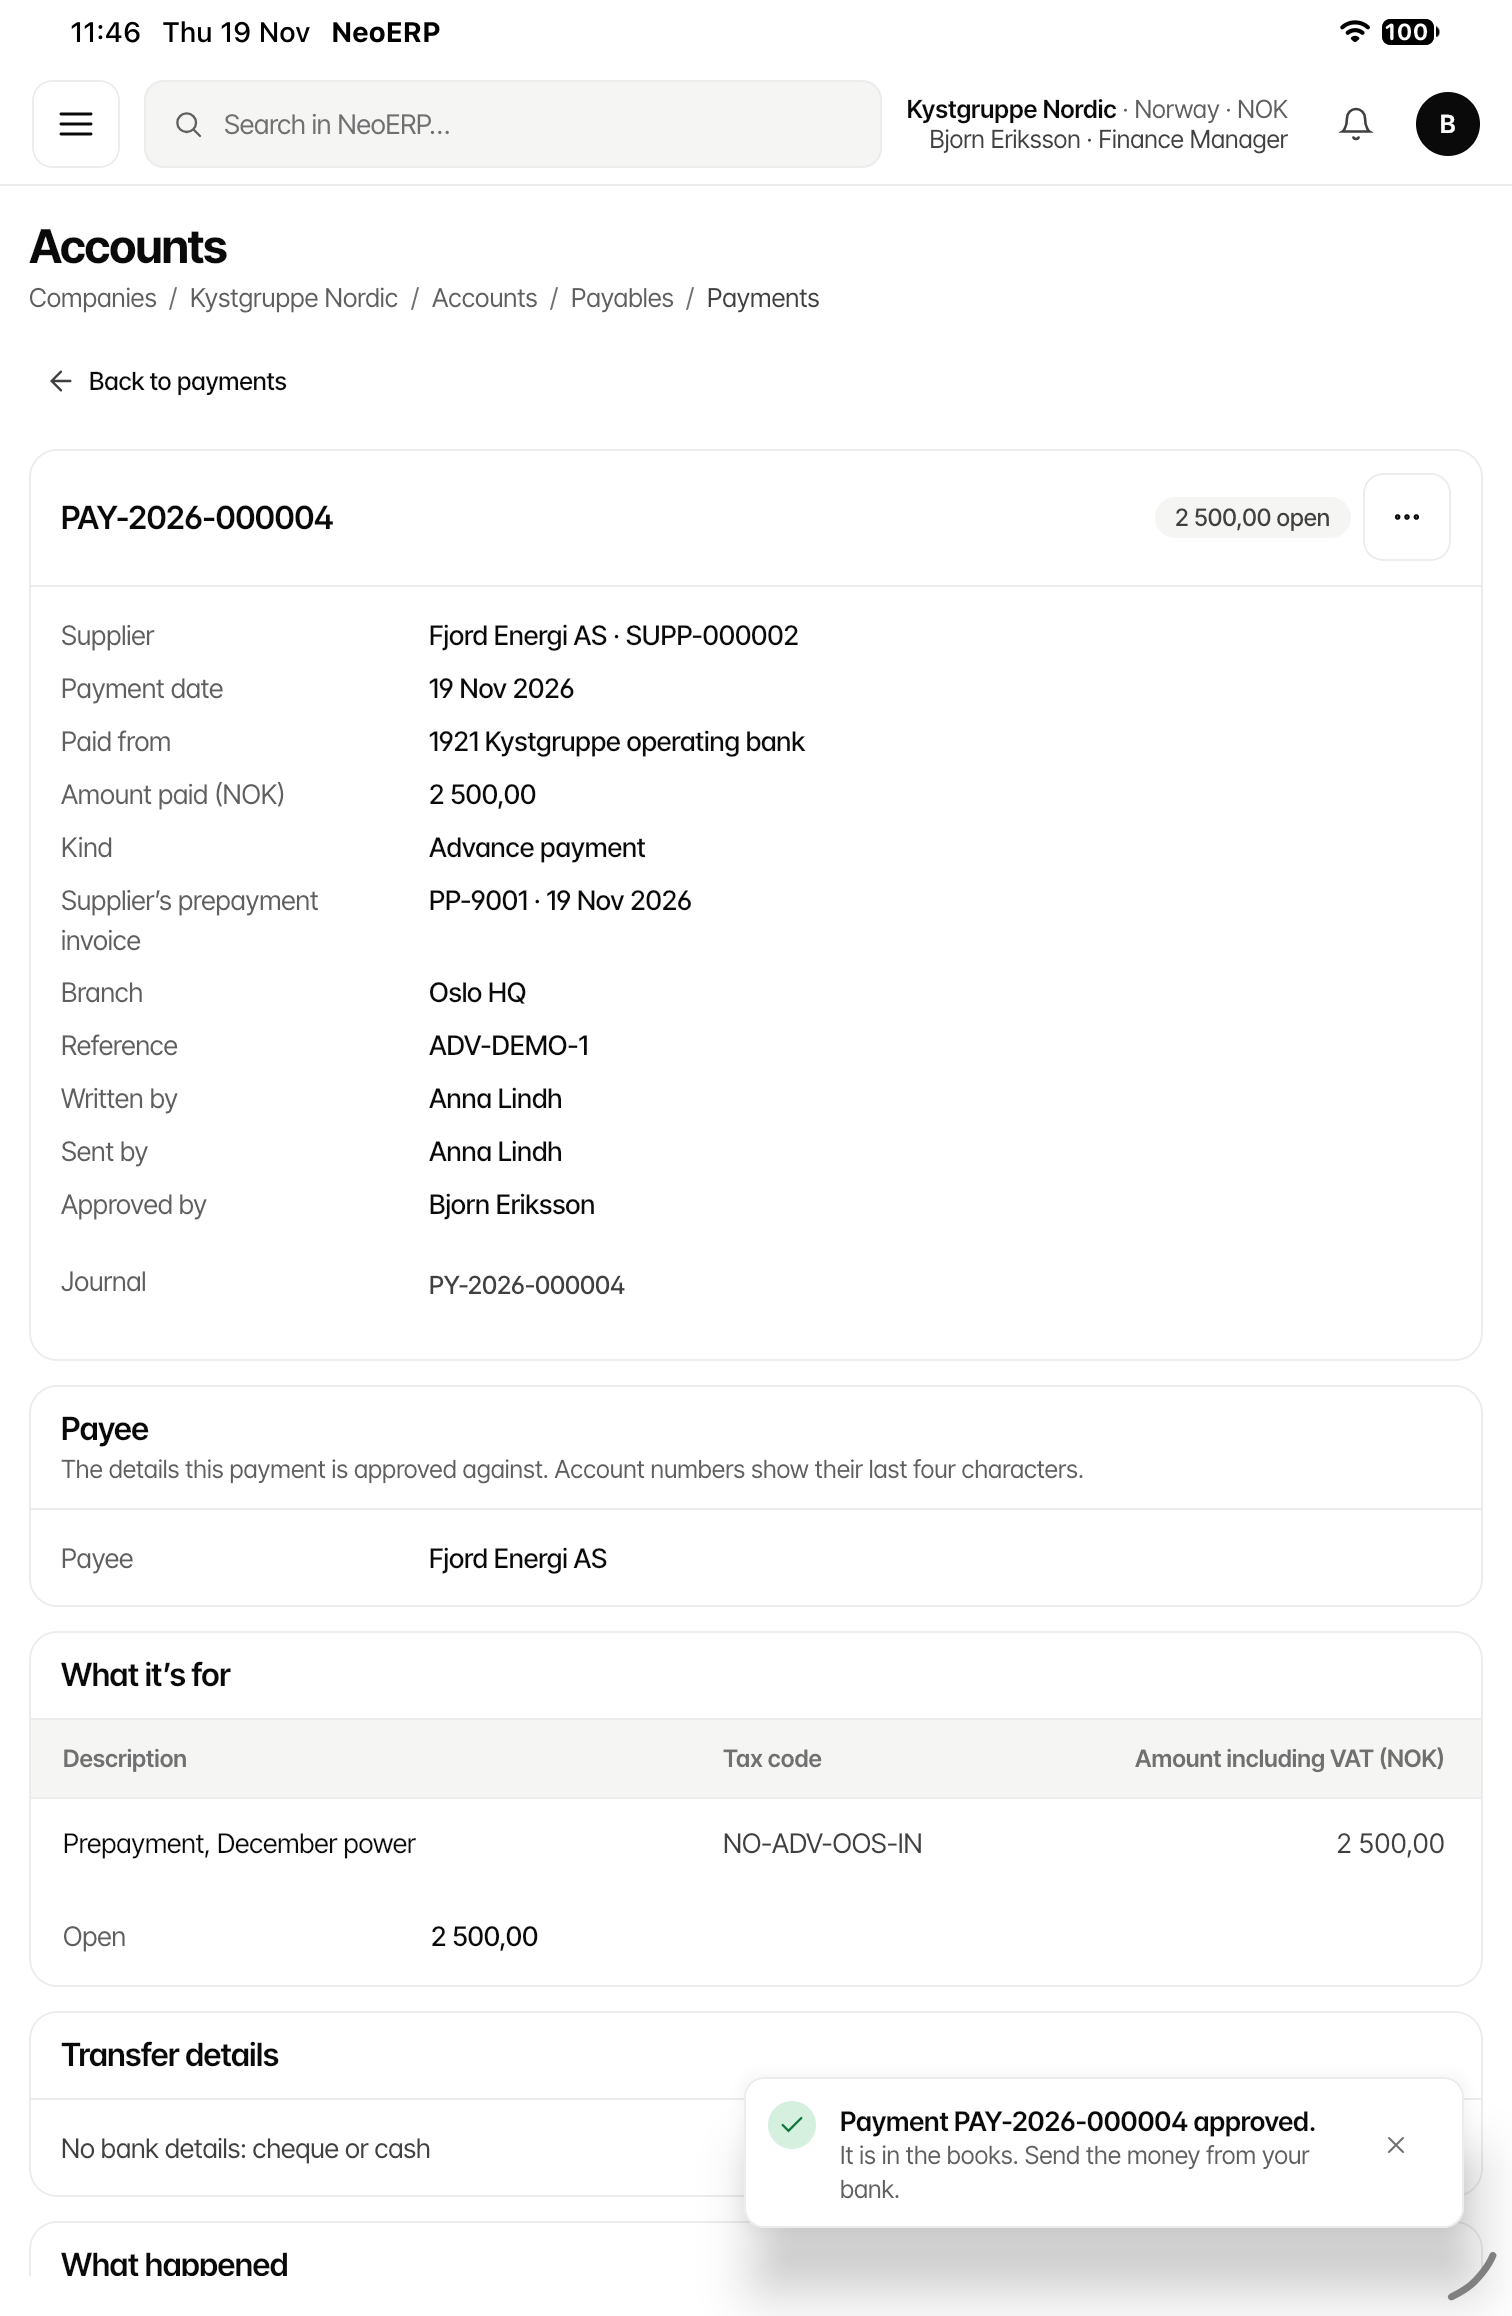 11:46 Thu 19 Nov NeoERP
100
Search in NeoERP...
Kystgruppe Nordic · Norway · NOK
Bjorn Eriksson · Finance Manager
B
Accounts
Companies / Kystgruppe Nordic / Accounts / Payables / Payments
Back to payments
PAY-2026-000004
2 500,00 open
Supplier Fjord Energi AS · SUPP-000002
Payment date 19 Nov 2026
Paid from 1921 Kystgruppe operating bank
Amount paid (NOK) 2 500,00
Kind Advance payment
Supplier’s prepayment invoice PP-9001 · 19 Nov 2026
Branch Oslo HQ
Reference ADV-DEMO-1
Written by Anna Lindh
Sent by Anna Lindh
Approved by Bjorn Eriksson
Journal PY-2026-000004
Payee
The details this payment is approved against. Account numbers show their last four characters.
Payee Fjord Energi AS
What it’s for
Description Tax code Amount including VAT (NOK)
Prepayment, December power NO-ADV-OOS-IN 2 500,00
Open 2 500,00
Transfer details
No bank details: cheque or cash
Payment PAY-2026-000004 approved.
It is in the books. Send the money from your
bank.
What happened